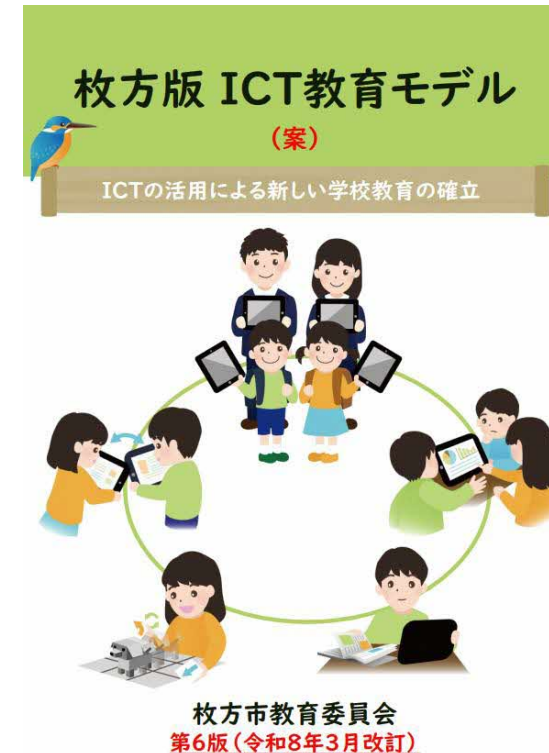 枚方版 ICT教育モデル
（案）
ICTの活用による新しい学校教育の確立
枚方市教育委員会
第6版（令和8年3月改訂）